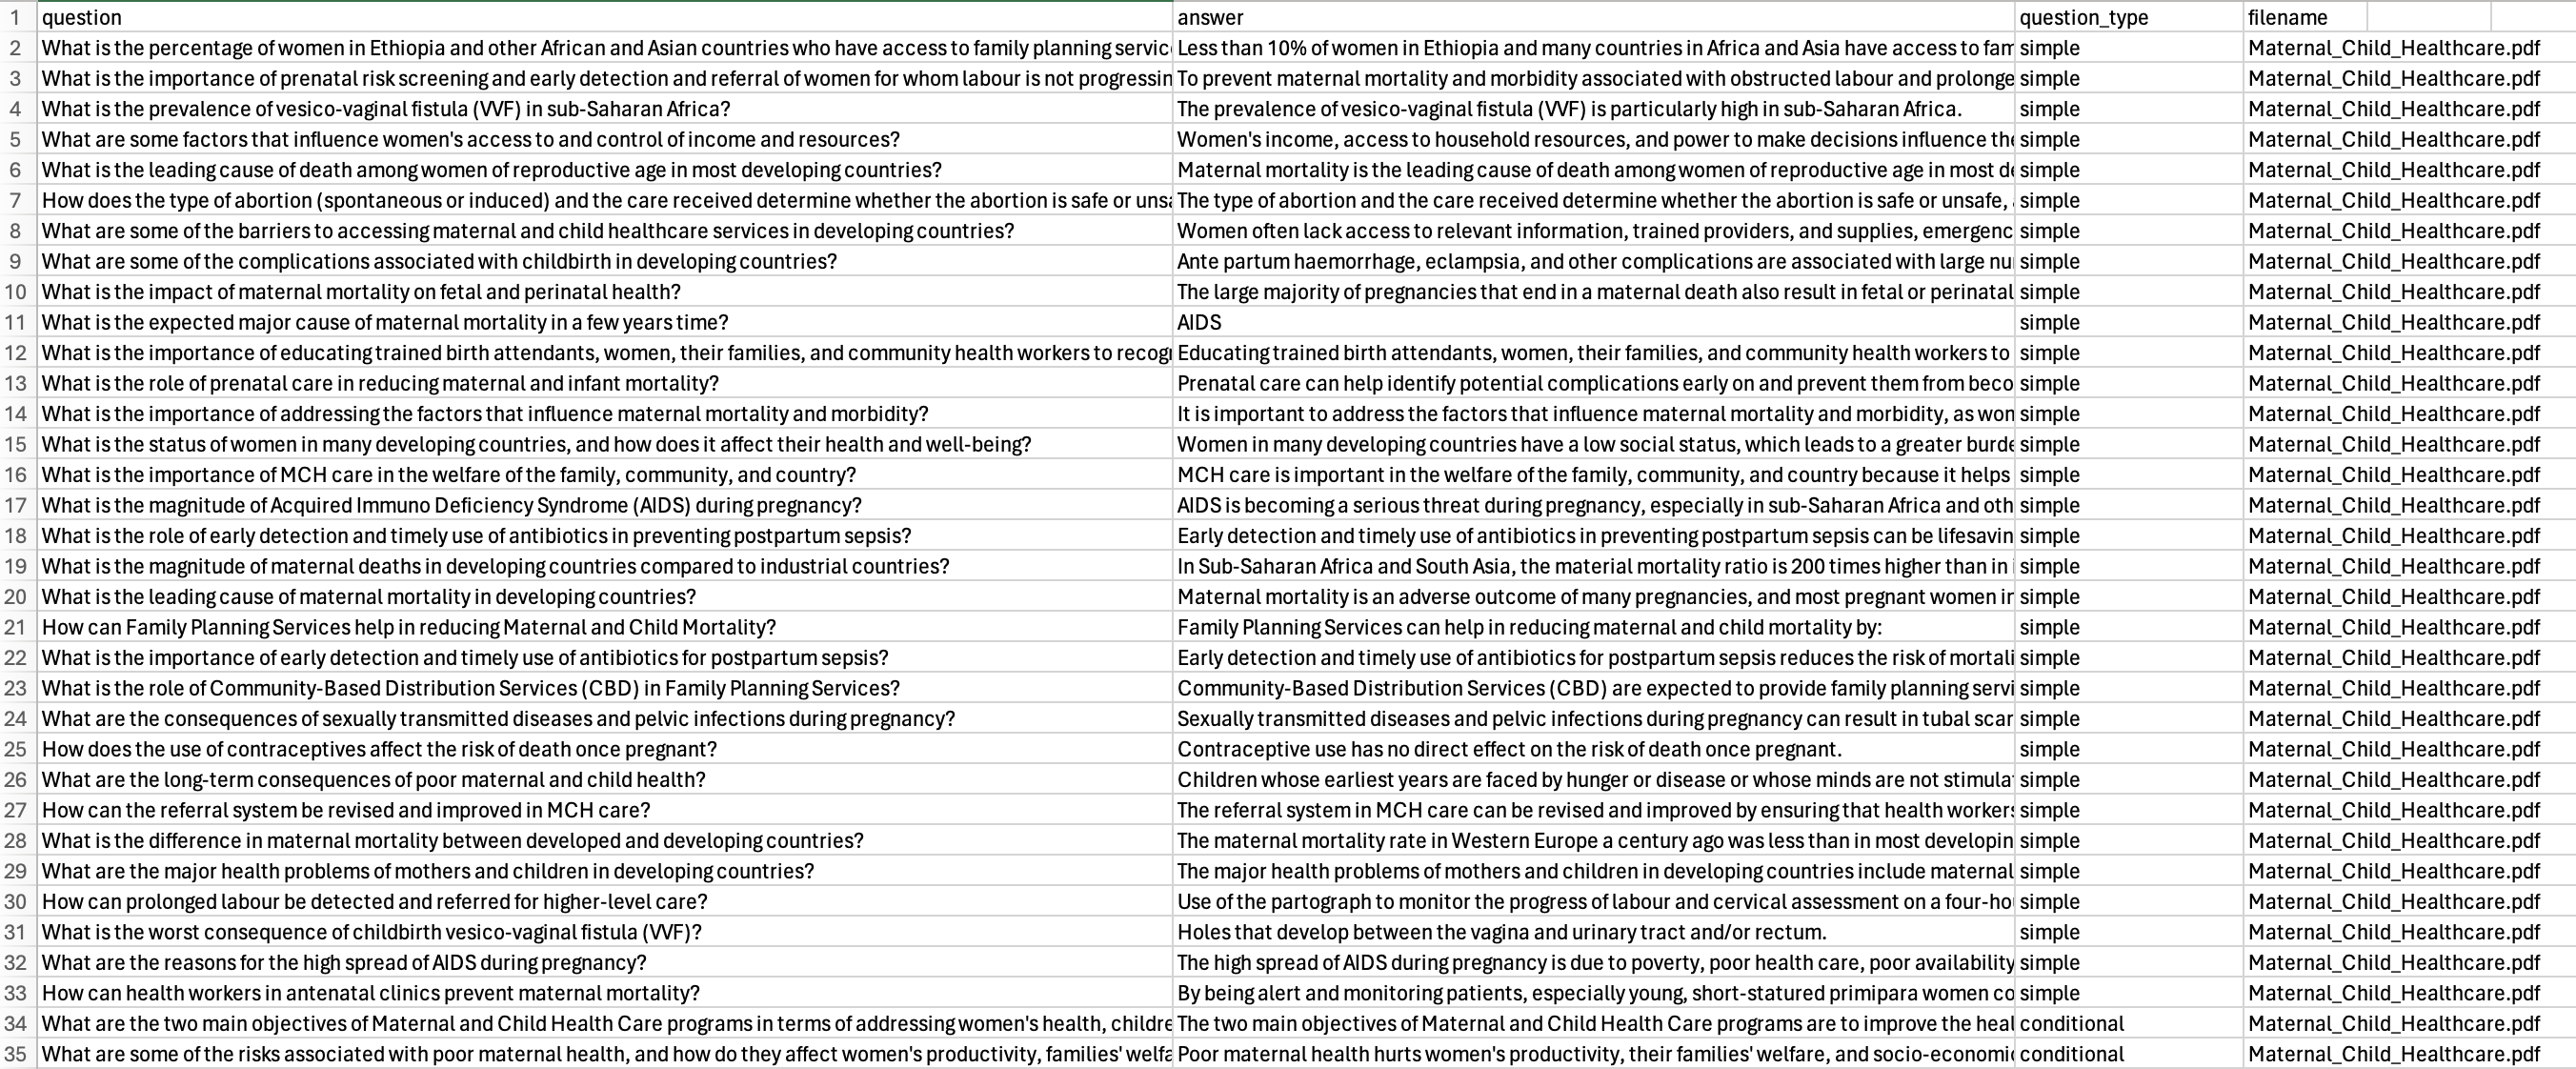 1 question answer question_type filename
2 What is the percentage of women in Ethiopia and other African and Asian countries who have access to family planning servic Less than 10% of women in Ethiopia and many countries in Africa and Asia have access to fam simple Maternal_Child_Healthcare.pdf
3 What is the importance of prenatal risk screening and early detection and referral of women for whom labour is not progressin To prevent maternal mortality and morbidity associated with obstructed labour and prolonge simple Maternal_Child_Healthcare.pdf
4 What is the prevalence of vesico-vaginal fistula (VVF) in sub-Saharan Africa? The prevalence of vesico-vaginal fistula (VVF) is particularly high in sub-Saharan Africa. simple Maternal_Child_Healthcare.pdf
5 What are some factors that influence women's access to and control of income and resources? Women's income, access to household resources, and power to make decisions influence the simple Maternal_Child_Healthcare.pdf
6 What is the leading cause of death among women of reproductive age in most developing countries? Maternal mortality is the leading cause of death among women of reproductive age in most de simple Maternal_Child_Healthcare.pdf
7 How does the type of abortion (spontaneous or induced) and the care received determine whether the abortion is safe or unsa The type of abortion and the care received determine whether the abortion is safe or unsafe, simple Maternal_Child_Healthcare.pdf
8 What are some of the barriers to accessing maternal and child healthcare services in developing countries? Women often lack access to relevant information, trained providers, and supplies, emergenc simple Maternal_Child_Healthcare.pdf
9 What are some of the complications associated with childbirth in developing countries? Ante partum haemorrhage, eclampsia, and other complications are associated with large nu simple Maternal_Child_Healthcare.pdf
10 What is the impact of maternal mortality on fetal and perinatal health? The large majority of pregnancies that end in a maternal death also result in fetal or perinatal simple Maternal_Child_Healthcare.pdf
11 What is the expected major cause of maternal mortality in a few years time? AIDS simple Maternal_Child_Healthcare.pdf
12 What is the importance of educating trained birth attendants, women, their families, and community health workers to recog Educating trained birth attendants, women, their families, and community health workers to simple Maternal_Child_Healthcare.pdf
13 What is the role of prenatal care in reducing maternal and infant mortality? Prenatal care can help identify potential complications early on and prevent them from beco simple Maternal_Child_Healthcare.pdf
14 What is the importance of addressing the factors that influence maternal mortality and morbidity? It is important to address the factors that influence maternal mortality and morbidity, as won simple Maternal_Child_Healthcare.pdf
15 What is the status of women in many developing countries, and how does it affect their health and well-being? Women in many developing countries have a low social status, which leads to a greater burde simple Maternal_Child_Healthcare.pdf
16 What is the importance of MCH care in the welfare of the family, community, and country? MCH care is important in the welfare of the family, community, and country because it helps simple Maternal_Child_Healthcare.pdf
17 What is the magnitude of Acquired Immuno Deficiency Syndrome (AIDS) during pregnancy? AIDS is becoming a serious threat during pregnancy, especially in sub-Saharan Africa and oth simple Maternal_Child_Healthcare.pdf
18 What is the role of early detection and timely use of antibiotics in preventing postpartum sepsis? Early detection and timely use of antibiotics in preventing postpartum sepsis can be lifesavin simple Maternal_Child_Healthcare.pdf
19 What is the magnitude of maternal deaths in developing countries compared to industrial countries? In Sub-Saharan Africa and South Asia, the material mortality ratio is 200 times higher than in simple Maternal_Child_Healthcare.pdf
20 What is the leading cause of maternal mortality in developing countries? Maternal mortality is an adverse outcome of many pregnancies, and most pregnant women in simple Maternal_Child_Healthcare.pdf
21 How can Family Planning Services help in reducing Maternal and Child Mortality? Family Planning Services can help in reducing maternal and child mortality by: simple Maternal_Child_Healthcare.pdf
22 What is the importance of early detection and timely use of antibiotics for postpartum sepsis? Early detection and timely use of antibiotics for postpartum sepsis reduces the risk of mortali simple Maternal_Child_Healthcare.pdf
23 What is the role of Community-Based Distribution Services (CBD) in Family Planning Services? Community-Based Distribution Services (CBD) are expected to provide family planning servi simple Maternal_Child_Healthcare.pdf
24 What are the consequences of sexually transmitted diseases and pelvic infections during pregnancy? Sexually transmitted diseases and pelvic infections during pregnancy can result in tubal scar simple Maternal_Child_Healthcare.pdf
25 How does the use of contraceptives affect the risk of death once pregnant? Contraceptive use has no direct effect on the risk of death once pregnant. simple Maternal_Child_Healthcare.pdf
26 What are the long-term consequences of poor maternal and child health? Children whose earliest years are faced by hunger or disease or whose minds are not stimula simple Maternal_Child_Healthcare.pdf
27 How can the referral system be revised and improved in MCH care? The referral system in MCH care can be revised and improved by ensuring that health workers simple Maternal_Child_Healthcare.pdf
28 What is the difference in maternal mortality between developed and developing countries? The maternal mortality rate in Western Europe a century ago was less than in most developin simple Maternal_Child_Healthcare.pdf
29 What are the major health problems of mothers and children in developing countries? The major health problems of mothers and children in developing countries include maternal simple Maternal_Child_Healthcare.pdf
30 How can prolonged labour be detected and referred for higher-level care? Use of the partograph to monitor the progress of labour and cervical assessment on a four-ho simple Maternal_Child_Healthcare.pdf
31 What is the worst consequence of childbirth vesico-vaginal fistula (VVF)? Holes that develop between the vagina and urinary tract and/or rectum. simple Maternal_Child_Healthcare.pdf
32 What are the reasons for the high spread of AIDS during pregnancy? The high spread of AIDS during pregnancy is due to poverty, poor health care, poor availability simple Maternal_Child_Healthcare.pdf
33 How can health workers in antenatal clinics prevent maternal mortality? By being alert and monitoring patients, especially young, short-statured primipara women co simple Maternal_Child_Healthcare.pdf
34 What are the two main objectives of Maternal and Child Health Care programs in terms of addressing women's health, childre The two main objectives of Maternal and Child Health Care programs are to improve the heal conditional Maternal_Child_Healthcare.pdf
35 What are some of the risks associated with poor maternal health, and how do they affect women's productivity, families' welfa Poor maternal health hurts women's productivity, their families' welfare, and socio-economic conditional Maternal_Child_Healthcare.pdf